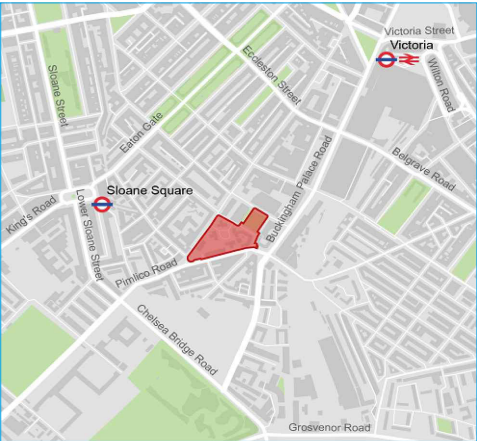 Victoria Street
Victoria
Wilton Road
Eccleston Street
Sloane Street
Eaton Gate
Belgrave Road
Buckingham Palace Road
Sloane Square
King's Road
Lower Sloane Street
Pimlico Road
Chelsea Bridge Road
Grosvenor Road